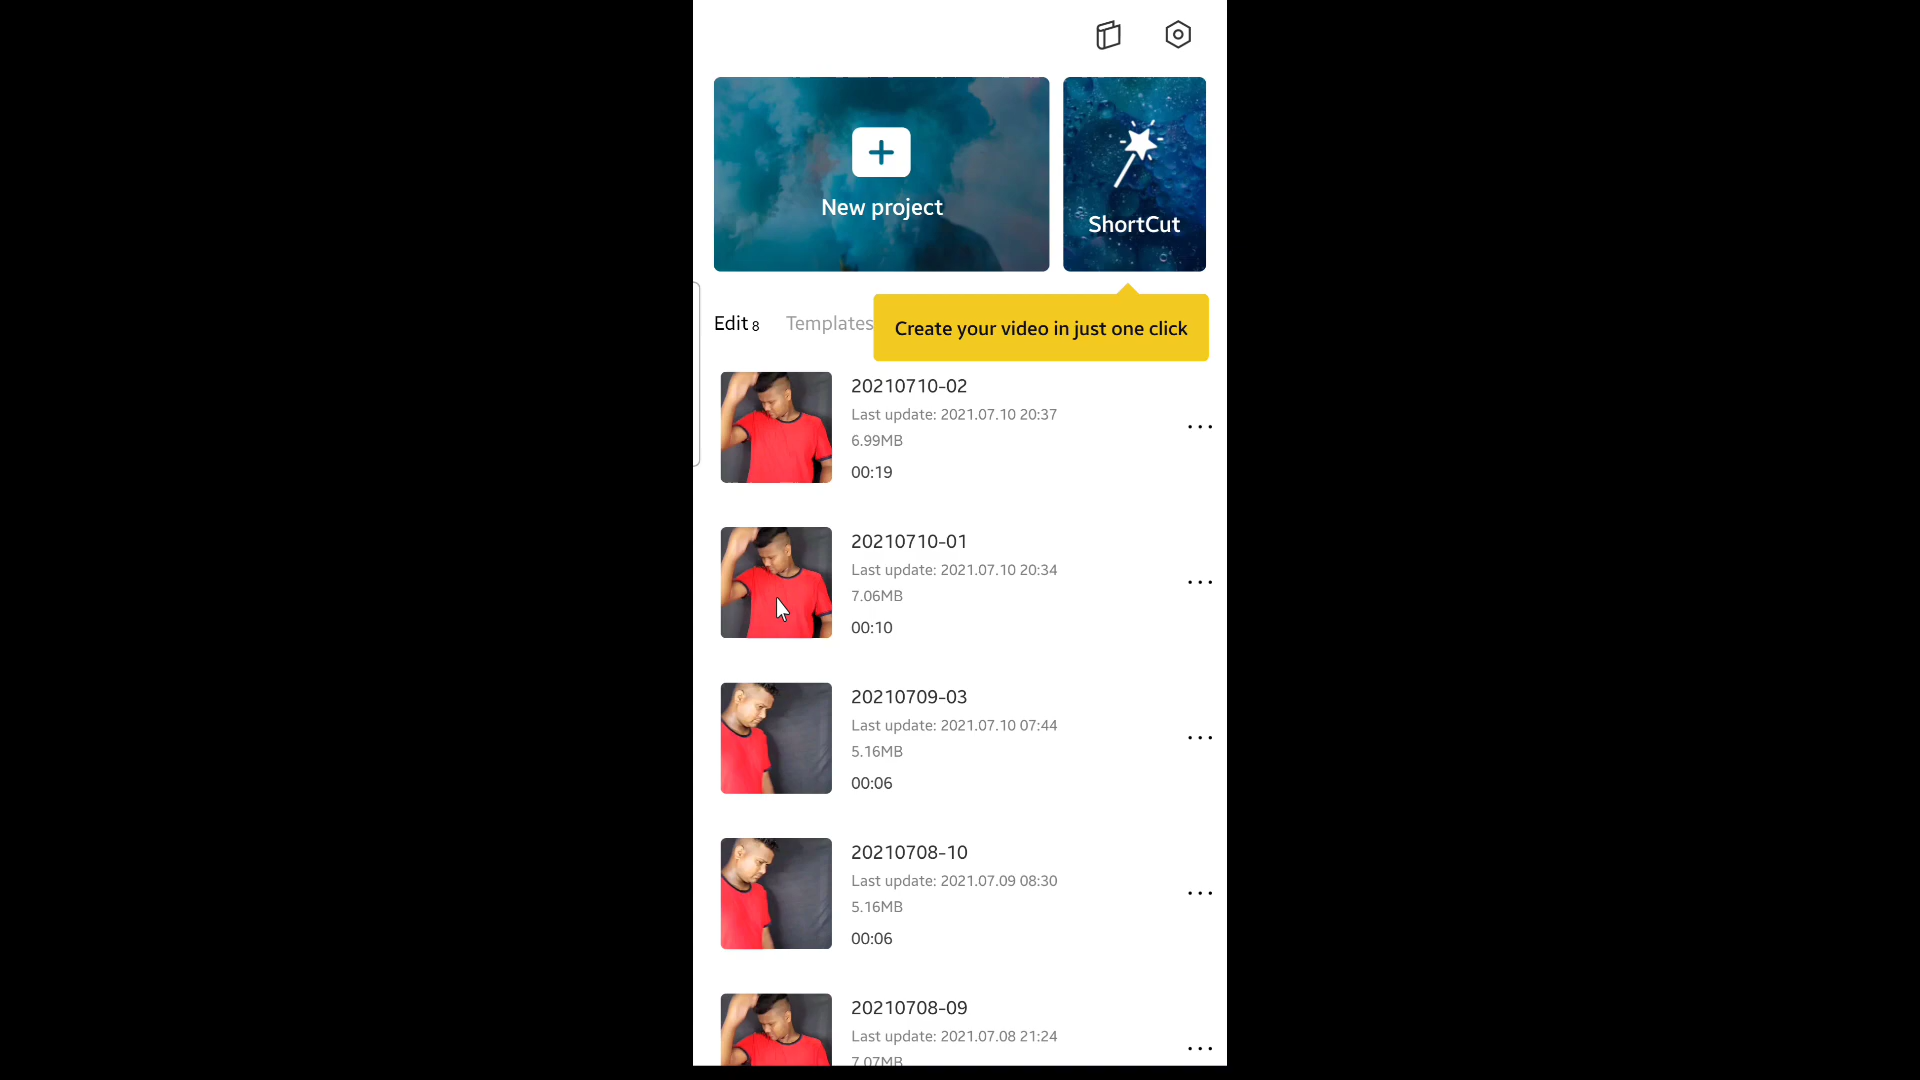 New project
ShortCut
Edit 8
Templates
Create your video in just one click
20210710-02
Last update: 2021.07.10 20:37
6.99MB
00:19
20210710-01
Last update: 2021.07.10 20:34
7.06MB
00:10
20210709-03
Last update: 2021.07.10 07:44
5.16MB
00:06
20210708-10
Last update: 2021.07.09 08:30
5.16MB
00:06
20210708-09
Last update: 2021.07.08 21:24
7.07MB